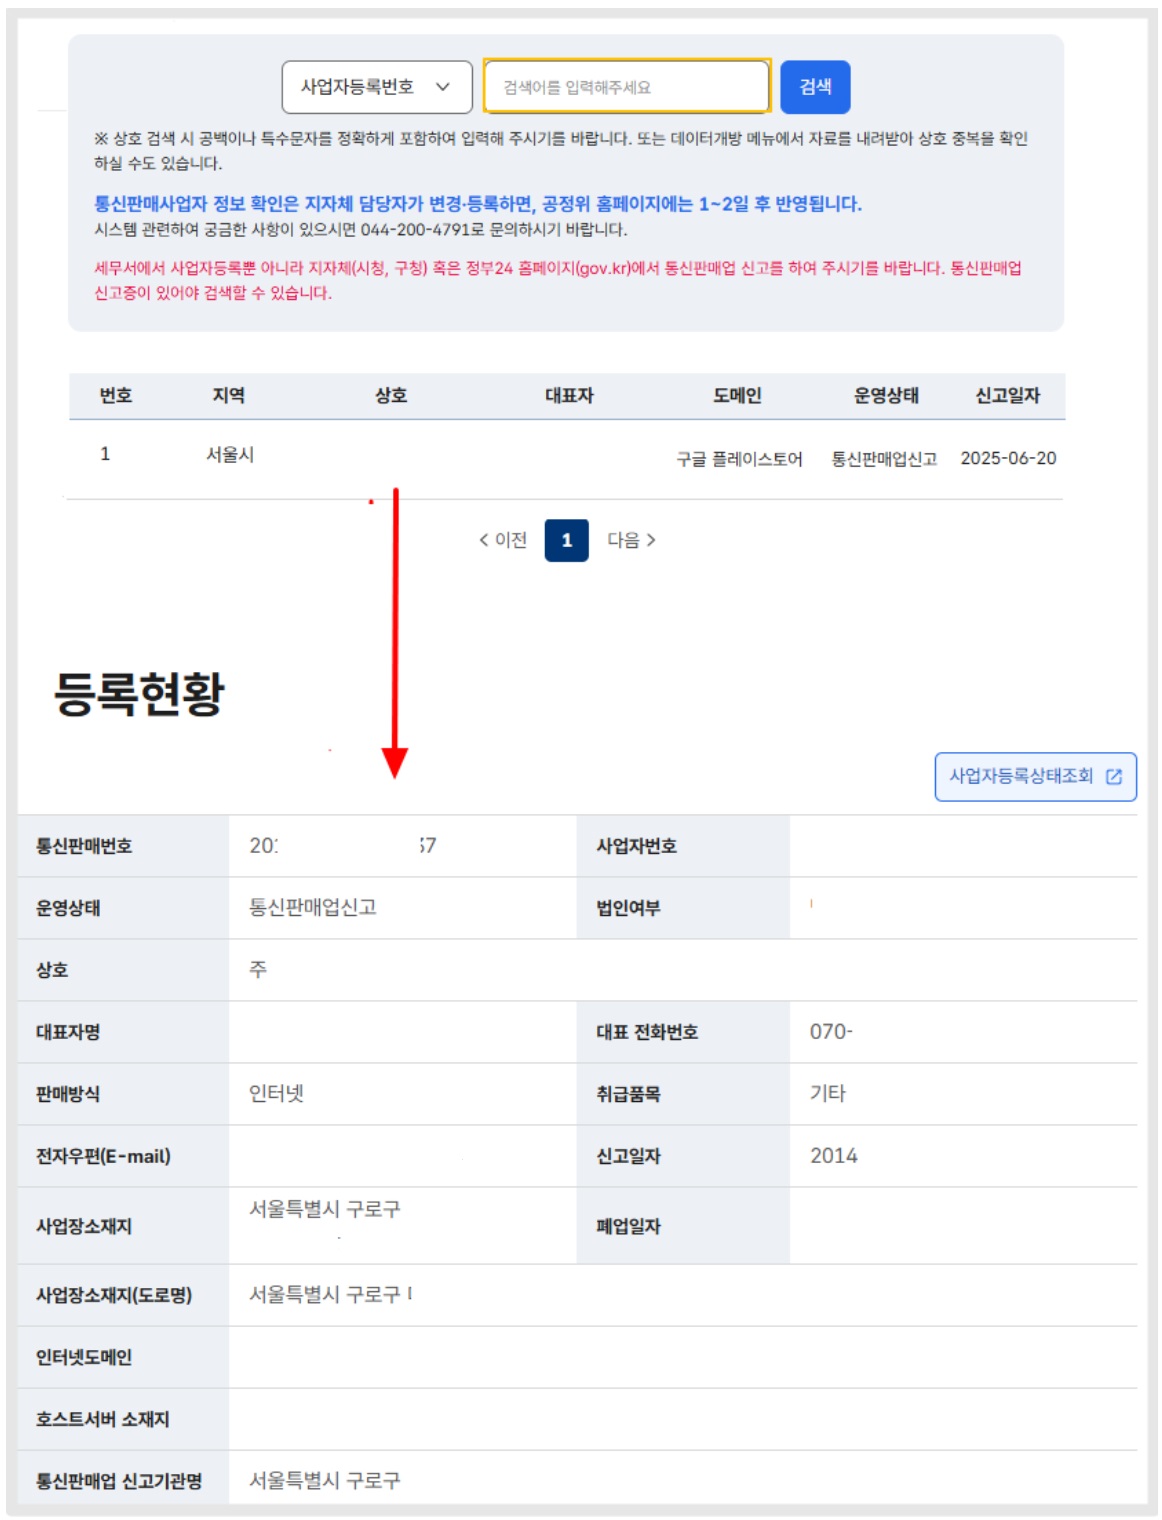 사업자등록번호 검색어를 입력해주세요 검색
※ 상호 검색 시 공백이나 특수문자를 정확하게 포함하여 입력해 주시기를 바랍니다. 또는 데이터개방 메뉴에서 자료를 내려받아 상호 중복을 확인
하실 수도 있습니다.
통신판매사업자 정보 확인은 지자체 담당자가 변경·등록하면, 공정위 홈페이지에는 1~2일 후 반영됩니다.
시스템 관련하여 궁금한 사항이 있으시면 044-200-4791로 문의하시기 바랍니다.
세무서에서 사업자등록뿐 아니라 지자체(시청, 구청) 혹은 정부24 홈페이지(gov.kr)에서 통신판매업 신고를 하여 주시기를 바랍니다. 통신판매업
신고증이 있어야 검색할 수 있습니다.
번호 지역 상호 대표자 도메인 운영상태 신고일자
1 서울시 구글 플레이스토어 통신판매업신고 2025-06-20
< 이전 1 다음 >
등록현황
사업자등록상태조회
통신판매번호 20 37 사업자번호
운영상태 통신판매업신고 법인여부
상호 주
대표자명 대표 전화번호 070-
판매방식 인터넷 취급품목 기타
전자우편(E-mail) 신고일자 2014
사업장소재지 서울특별시 구로구 폐업일자
사업장소재지(도로명) 서울특별시 구로구
인터넷도메인
호스트서버 소재지
통신판매업 신고기관명 서울특별시 구로구